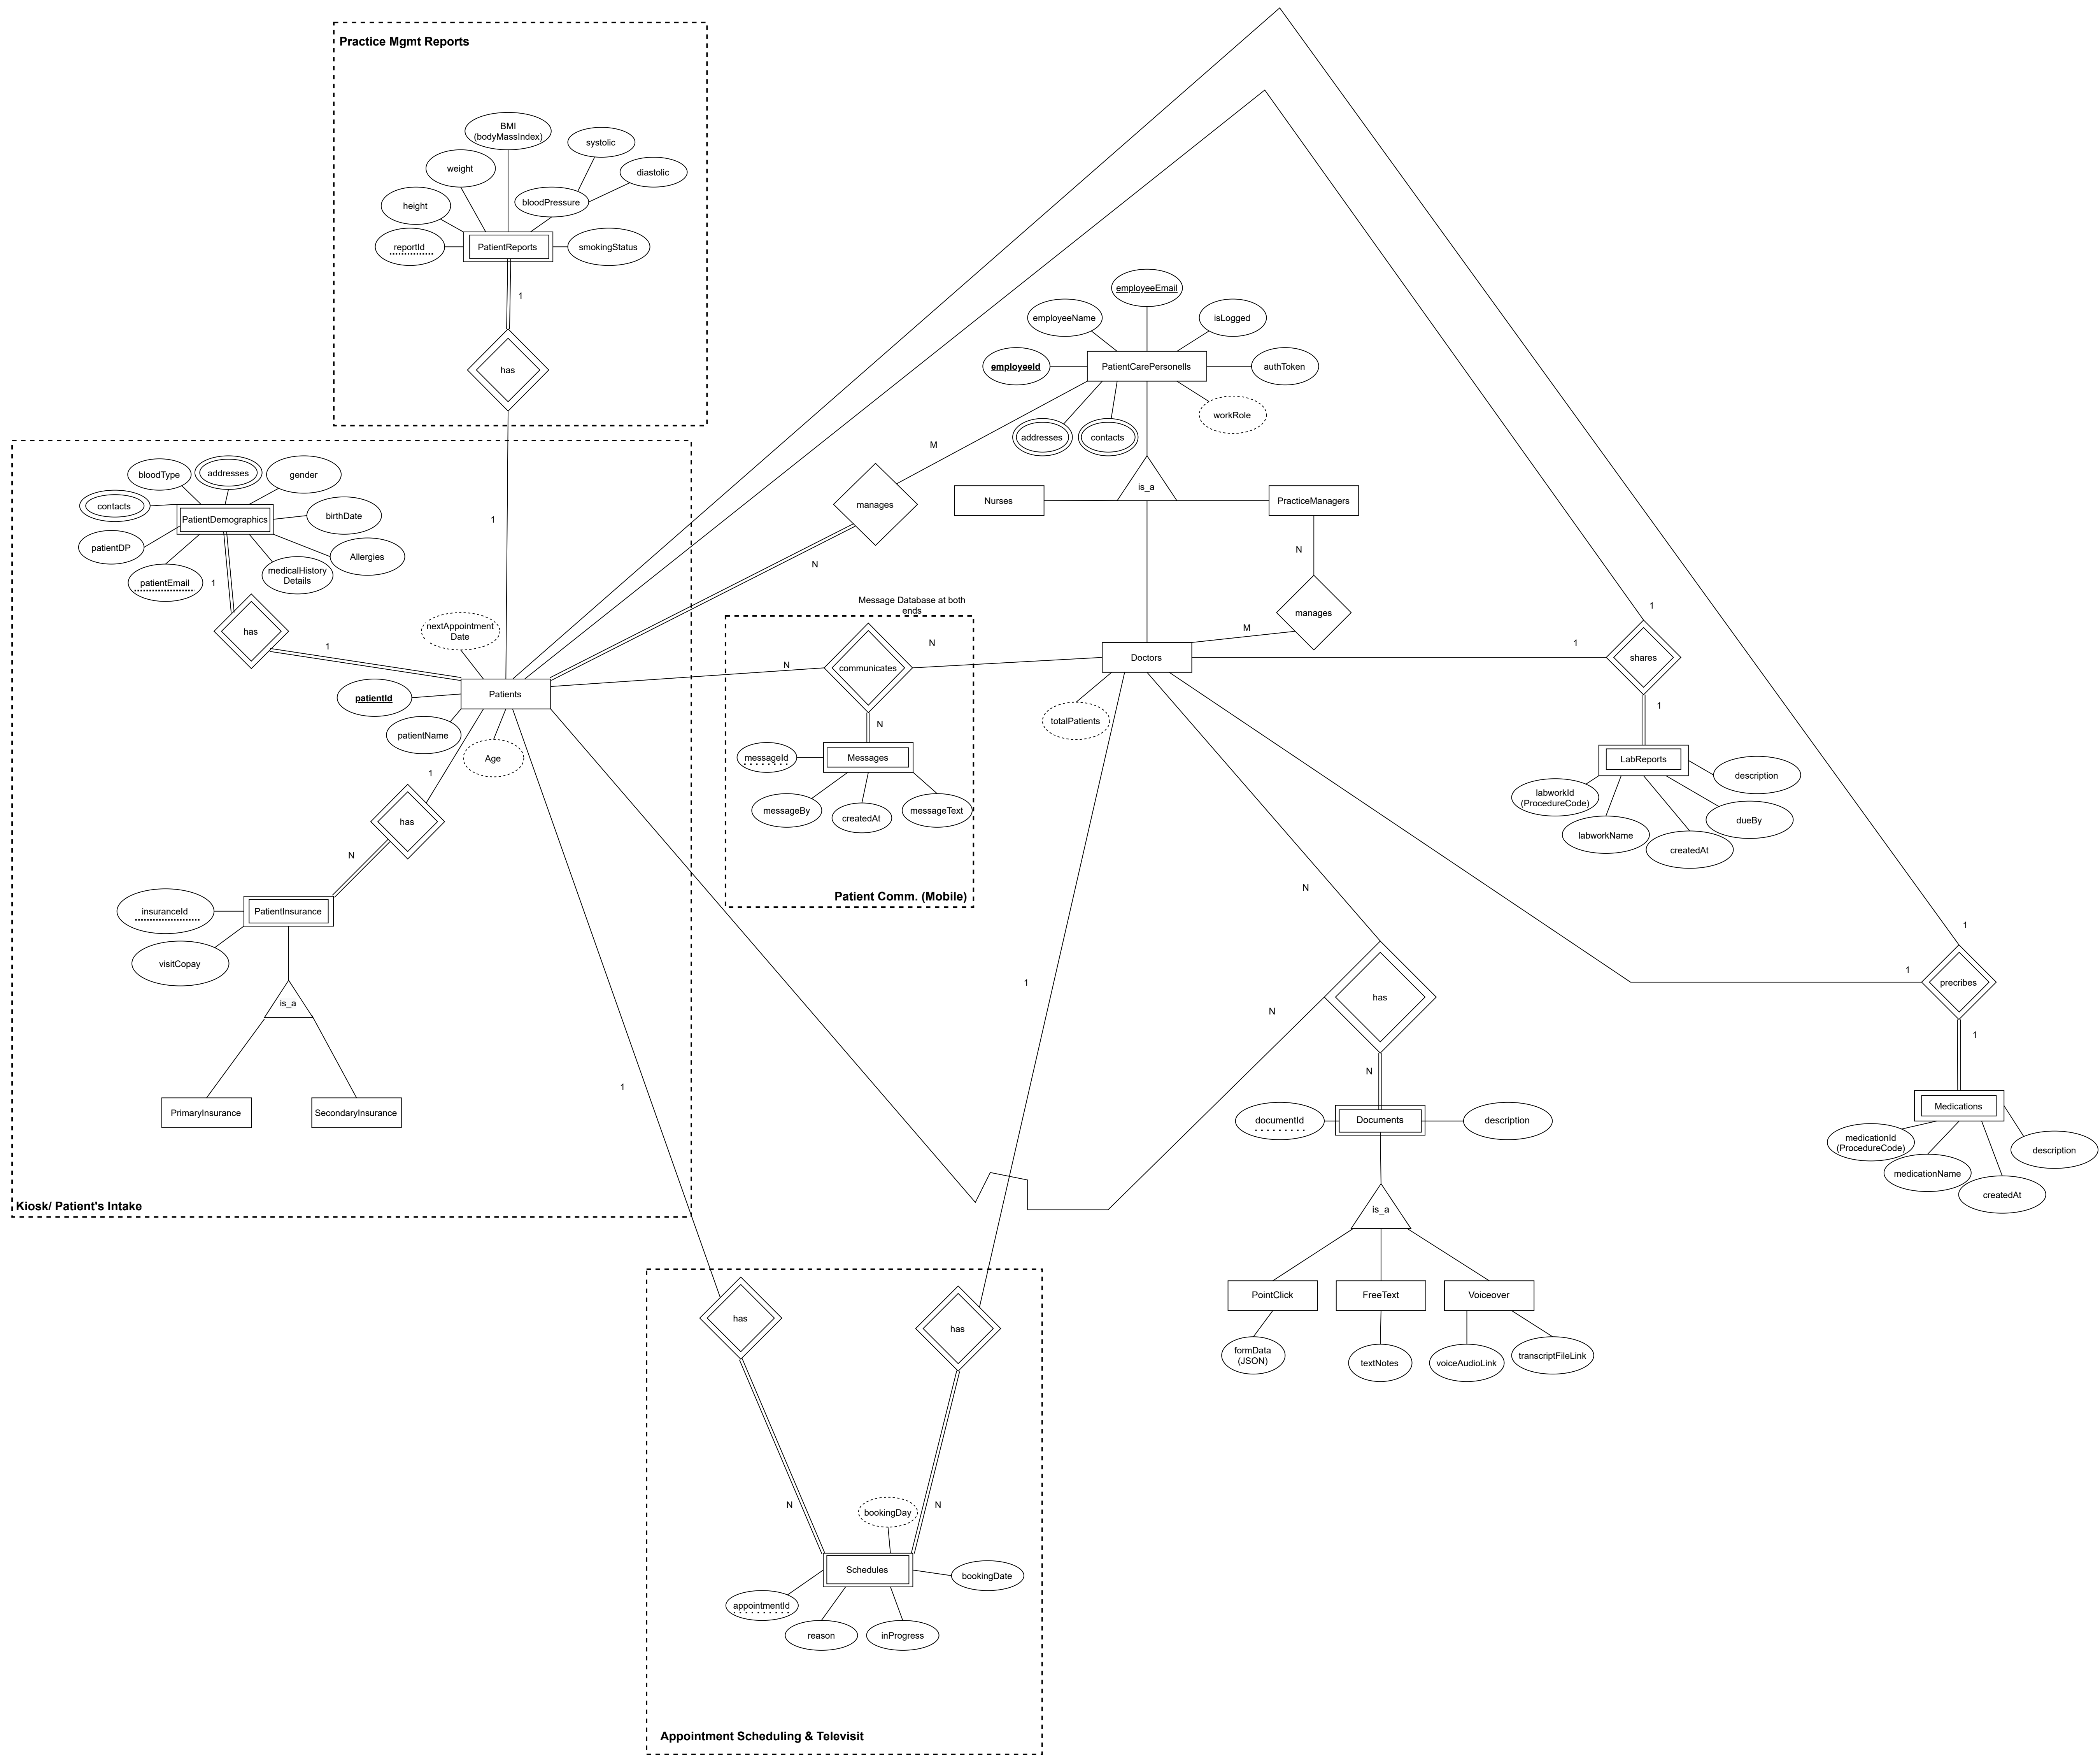 Practice Mgmt Reports
BMI
(bodyMassIndex)
systolic
weight
diastolic
height
bloodPressure
reportId
PatientReports
smokingStatus
1
has
1
bloodType
addresses
gender
contacts
PatientDemographics
birthDate
patientDP
Allergies
patientEmail
medicalHistory
Details
1
has
1
nextAppointment
Date
patientId
Patients
patientName
Age
1
has
N
insuranceId
PatientInsurance
visitCopay
is_a
PrimaryInsurance
SecondaryInsurance
Kiosk/ Patient's Intake
employeeEmail
employeeName
isLogged
employeeId
PatientCarePersonells
authToken
workRole
addresses
contacts
M
manages
N
is_a
Nurses
PracticeManagers
N
manages
M
Message Database at both
ends
N
communicates
N
N
Doctors
totalPatients
messageId
Messages
messageBy
createdAt
messageText
Patient Comm. (Mobile)
1
1
shares
1
LabReports
description
labworkId
(ProcedureCode)
dueBy
labworkName
createdAt
1
1
precribes
1
Medications
medicationId
(ProcedureCode)
description
medicationName
createdAt
N
N
has
N
documentId
Documents
description
is_a
PointClick
FreeText
Voiceover
formData
(JSON)
textNotes
voiceAudioLink
transcriptFileLink
1
1
has
has
N
N
bookingDay
Schedules
bookingDate
appointmentId
reason
inProgress
Appointment Scheduling & Televisit